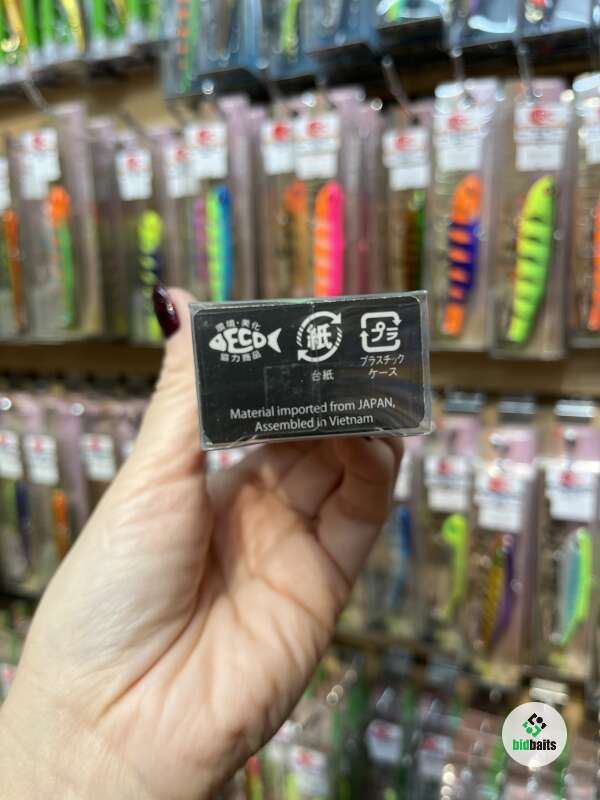 環境・美化
ECO
協力商品
紙
台紙
プラ
プラスチック
ケース
Material imported from JAPAN,
Assembled in Vietnam
bidbaits